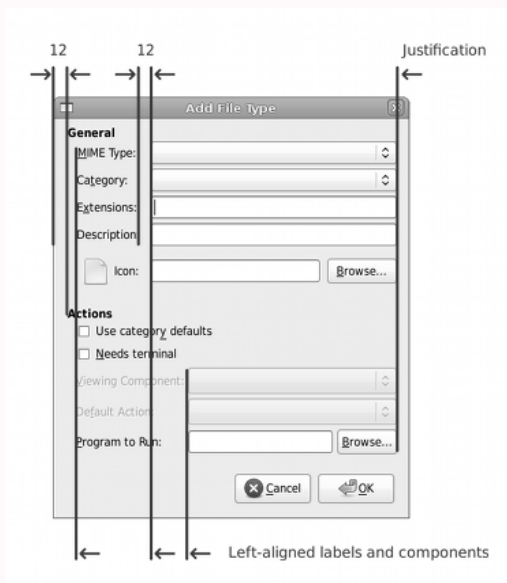 12 12 Justification
Add File Type
General
MIME Type:
Category:
Extensions:
Description
Icon: Browse...
Actions
Use category defaults
Needs terminal
Viewing Component:
Default Action:
Program to Run: Browse...
Cancel OK
Left-aligned labels and components